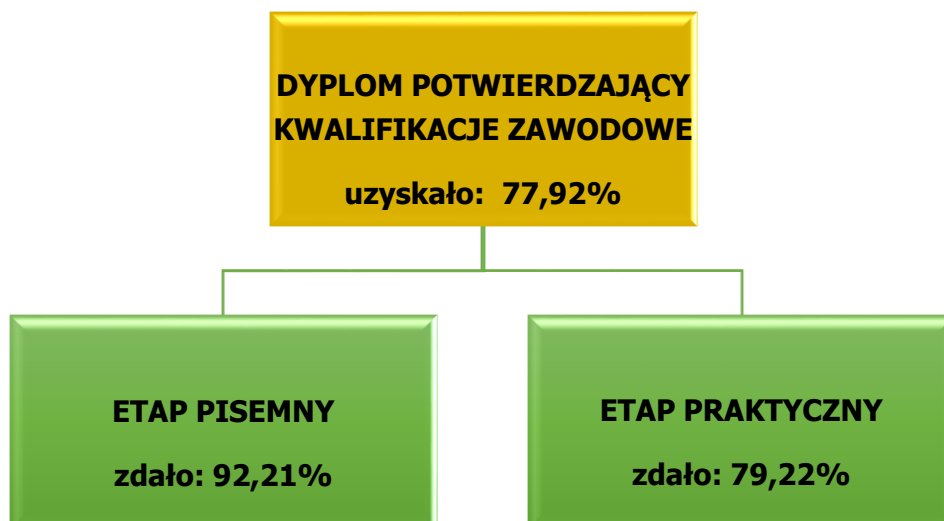 DYPLOM POTWIERDZAJĄCY
KWALIFIKACJE ZAWODOWE
uzyskało: 77,92%
ETAP PISEMNY
zdało: 92,21%
ETAP PRAKTYCZNY
zdało: 79,22%